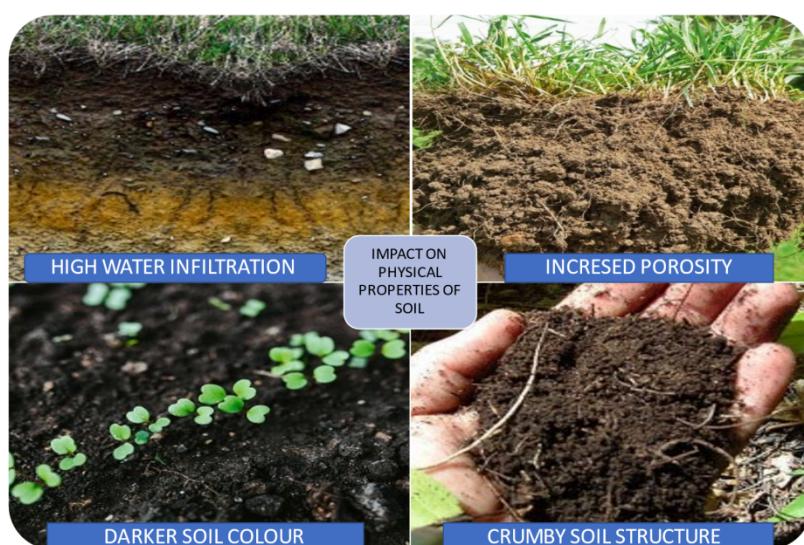 HIGH WATER INFILTRATION
INCRESED POROSITY
IMPACT ON
PHYSICAL
PROPERTIES OF
SOIL
DARKER SOIL COLOUR
CRUMBY SOIL STRUCTURE